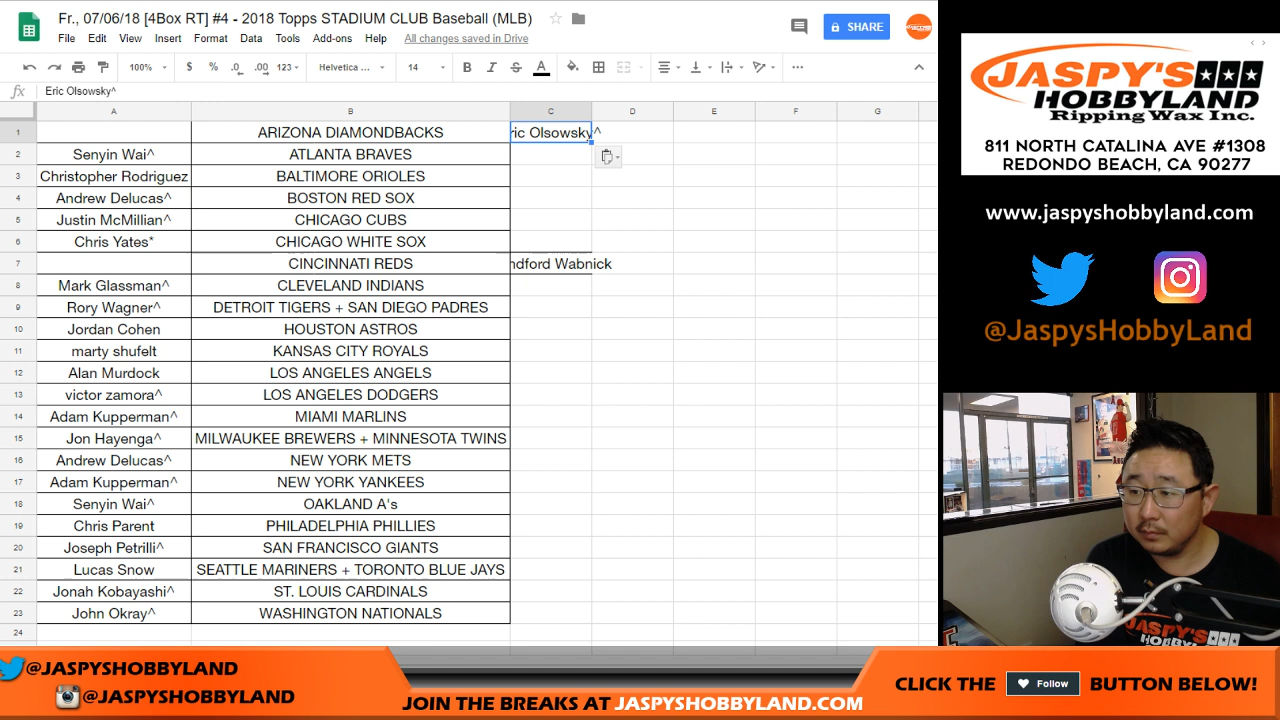 Fr., 07/06/18 [4Box RT] #4 - 2018 Topps STADIUM CLUB Baseball (MLB)
File Edit View Insert Format Data Tools Add-ons Help All changes saved in Drive
SHARE
100% $ % .0 .00 123 Helvetica ... 14 B I S A
fx Eric Olsowsky^
A B C D E F G
1 ARIZONA DIAMONDBACKS ric Olsowsky^
2 Senyin Wai^ ATLANTA BRAVES
3 Christopher Rodriguez BALTIMORE ORIOLES
4 Andrew Delucas^ BOSTON RED SOX
5 Justin McMillian^ CHICAGO CUBS
6 Chris Yates* CHICAGO WHITE SOX
7 CINCINNATI REDS ndford Wabnick
8 Mark Glassman^ CLEVELAND INDIANS
9 Rory Wagner^ DETROIT TIGERS + SAN DIEGO PADRES
10 Jordan Cohen HOUSTON ASTROS
11 marty shufelt KANSAS CITY ROYALS
12 Alan Murdock LOS ANGELES ANGELS
13 victor zamora^ LOS ANGELES DODGERS
14 Adam Kupperman^ MIAMI MARLINS
15 Jon Hayenga^ MILWAUKEE BREWERS + MINNESOTA TWINS
16 Andrew Delucas^ NEW YORK METS
17 Adam Kupperman^ NEW YORK YANKEES
18 Senyin Wai^ OAKLAND A's
19 Chris Parent PHILADELPHIA PHILLIES
20 Joseph Petrilli^ SAN FRANCISCO GIANTS
21 Lucas Snow SEATTLE MARINERS + TORONTO BLUE JAYS
22 Jonah Kobayashi^ ST. LOUIS CARDINALS
23 John Okray^ WASHINGTON NATIONALS
24
JASPY'S
HOBBYLAND
Ripping Wax Inc.
811 NORTH CATALINA AVE #1308
REDONDO BEACH, CA 90277
www.jaspyshobbyland.com
@JaspysHobbyLand
JASPY'S
HOBBYLAND
@JASPYSHOBBYLAND
@JASPYSHOBBYLAND
JOIN THE BREAKS AT JASPYSHOBBYLAND.COM
CLICK THE Follow BUTTON BELOW!